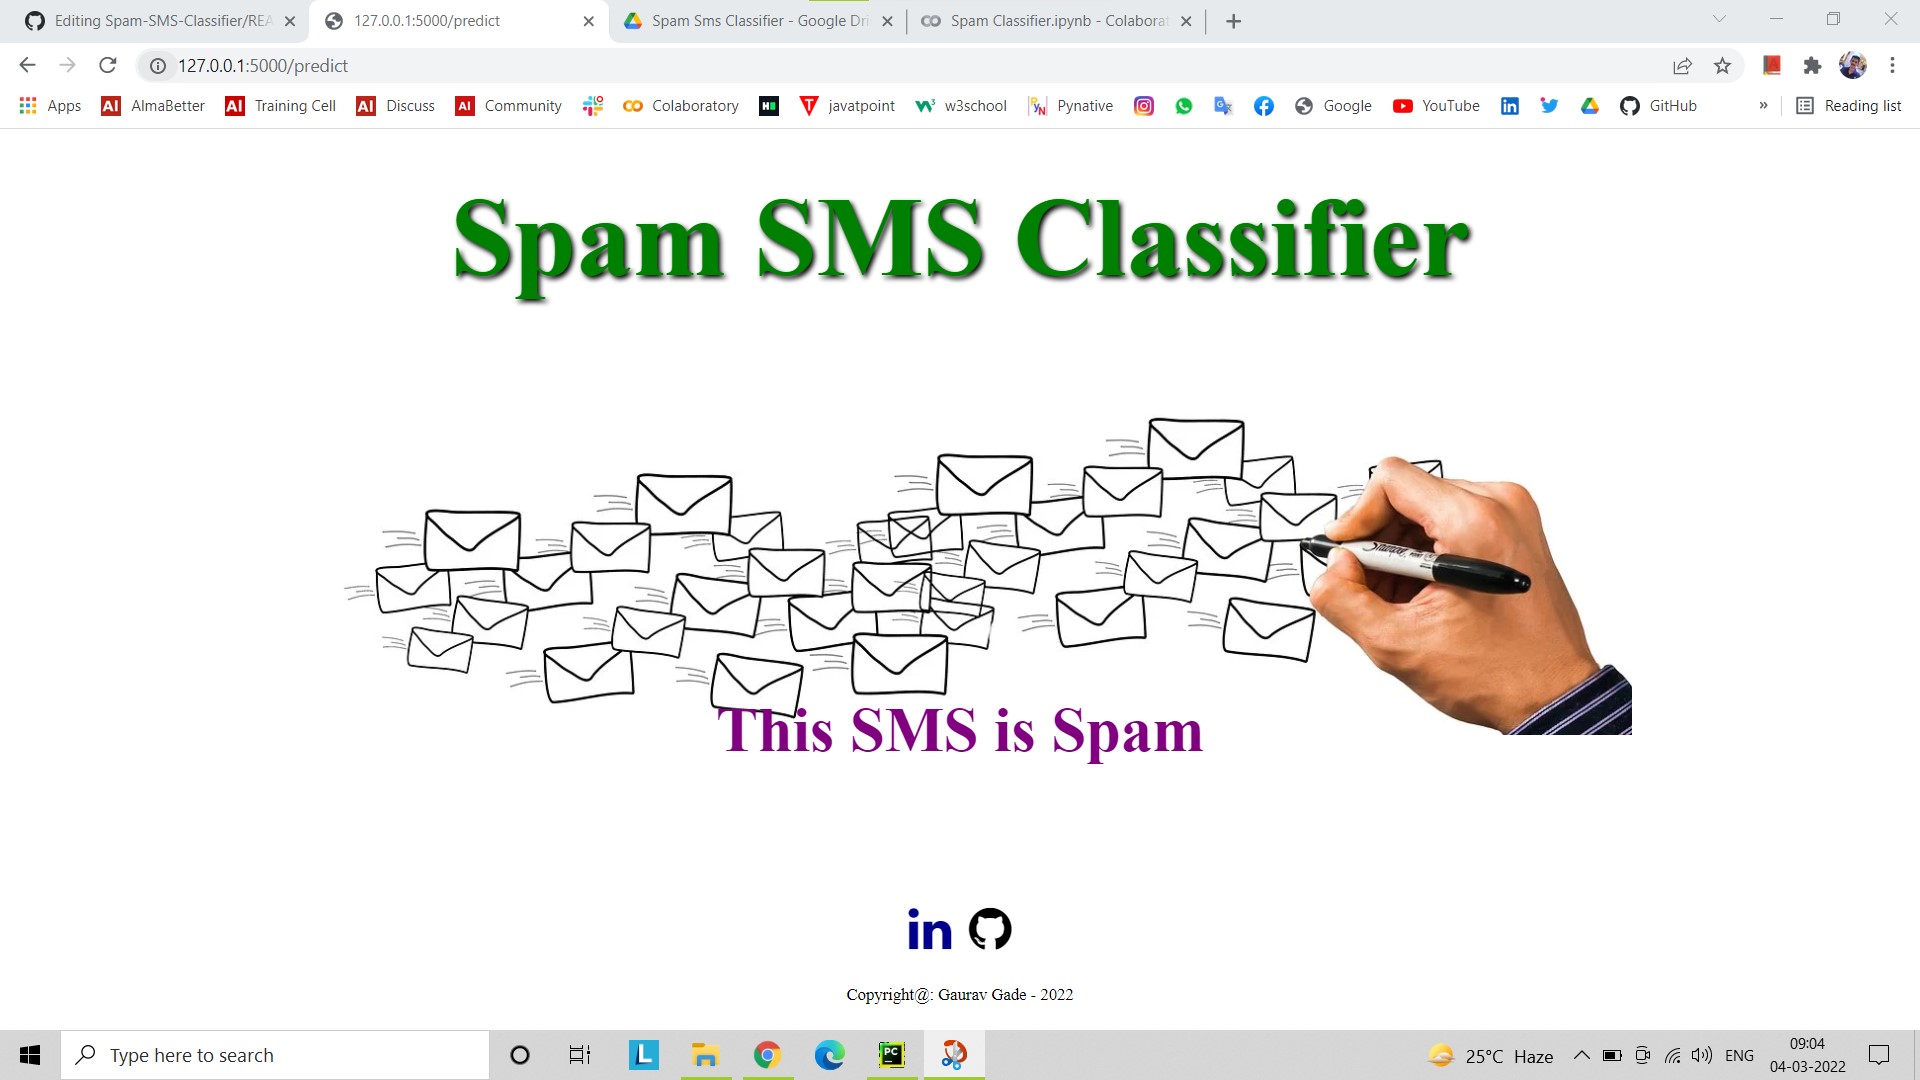 Editing Spam-SMS-Classifier/REA
127.0.0.1:5000/predict
Spam Sms Classifier - Google Dri
Spam Classifier.ipynb - Colaborat
127.0.0.1:5000/predict
Apps
AlmaBetter
Training Cell
Discuss
Community
Colaboratory
javatpoint
w3school
Pynative
Google
YouTube
GitHub
»
Reading list
Spam SMS Classifier
This SMS is Spam
in
Copyright@: Gaurav Gade - 2022
Type here to search
25°C Haze
ENG
09:04
04-03-2022